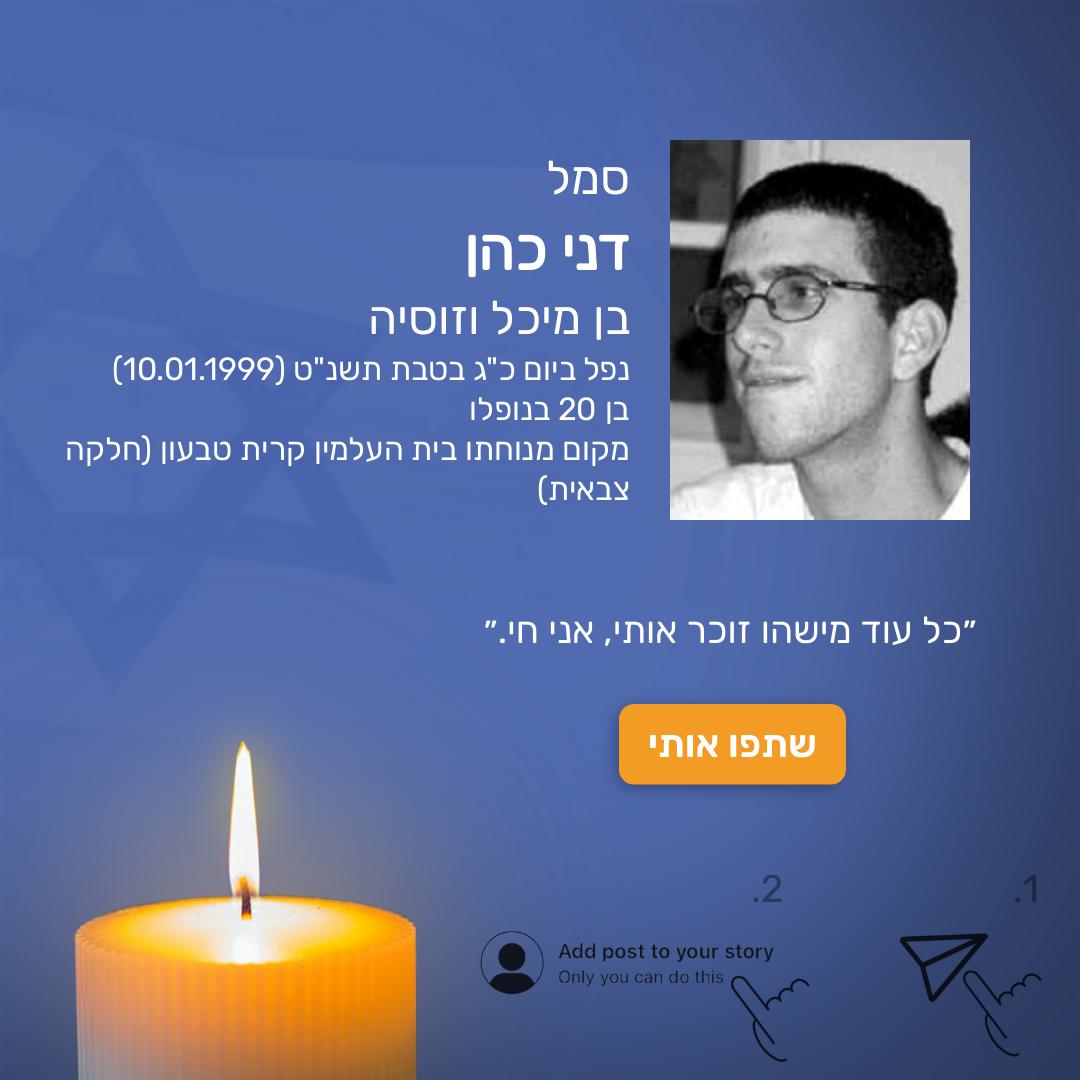 סמל
דני כהן
בן מיכל וזוסיה
נפל ביום כ"ג בטבת תשנ"ט (10.01.1999)
בן 20 בנופלו
מקום מנוחתו בית העלמין קרית טבעון (חלקה
צבאית)
״כל עוד מישהו זוכר אותי, אני חי.״
שתפו אותי
.1
.2
Add post to your story
Only you can do this